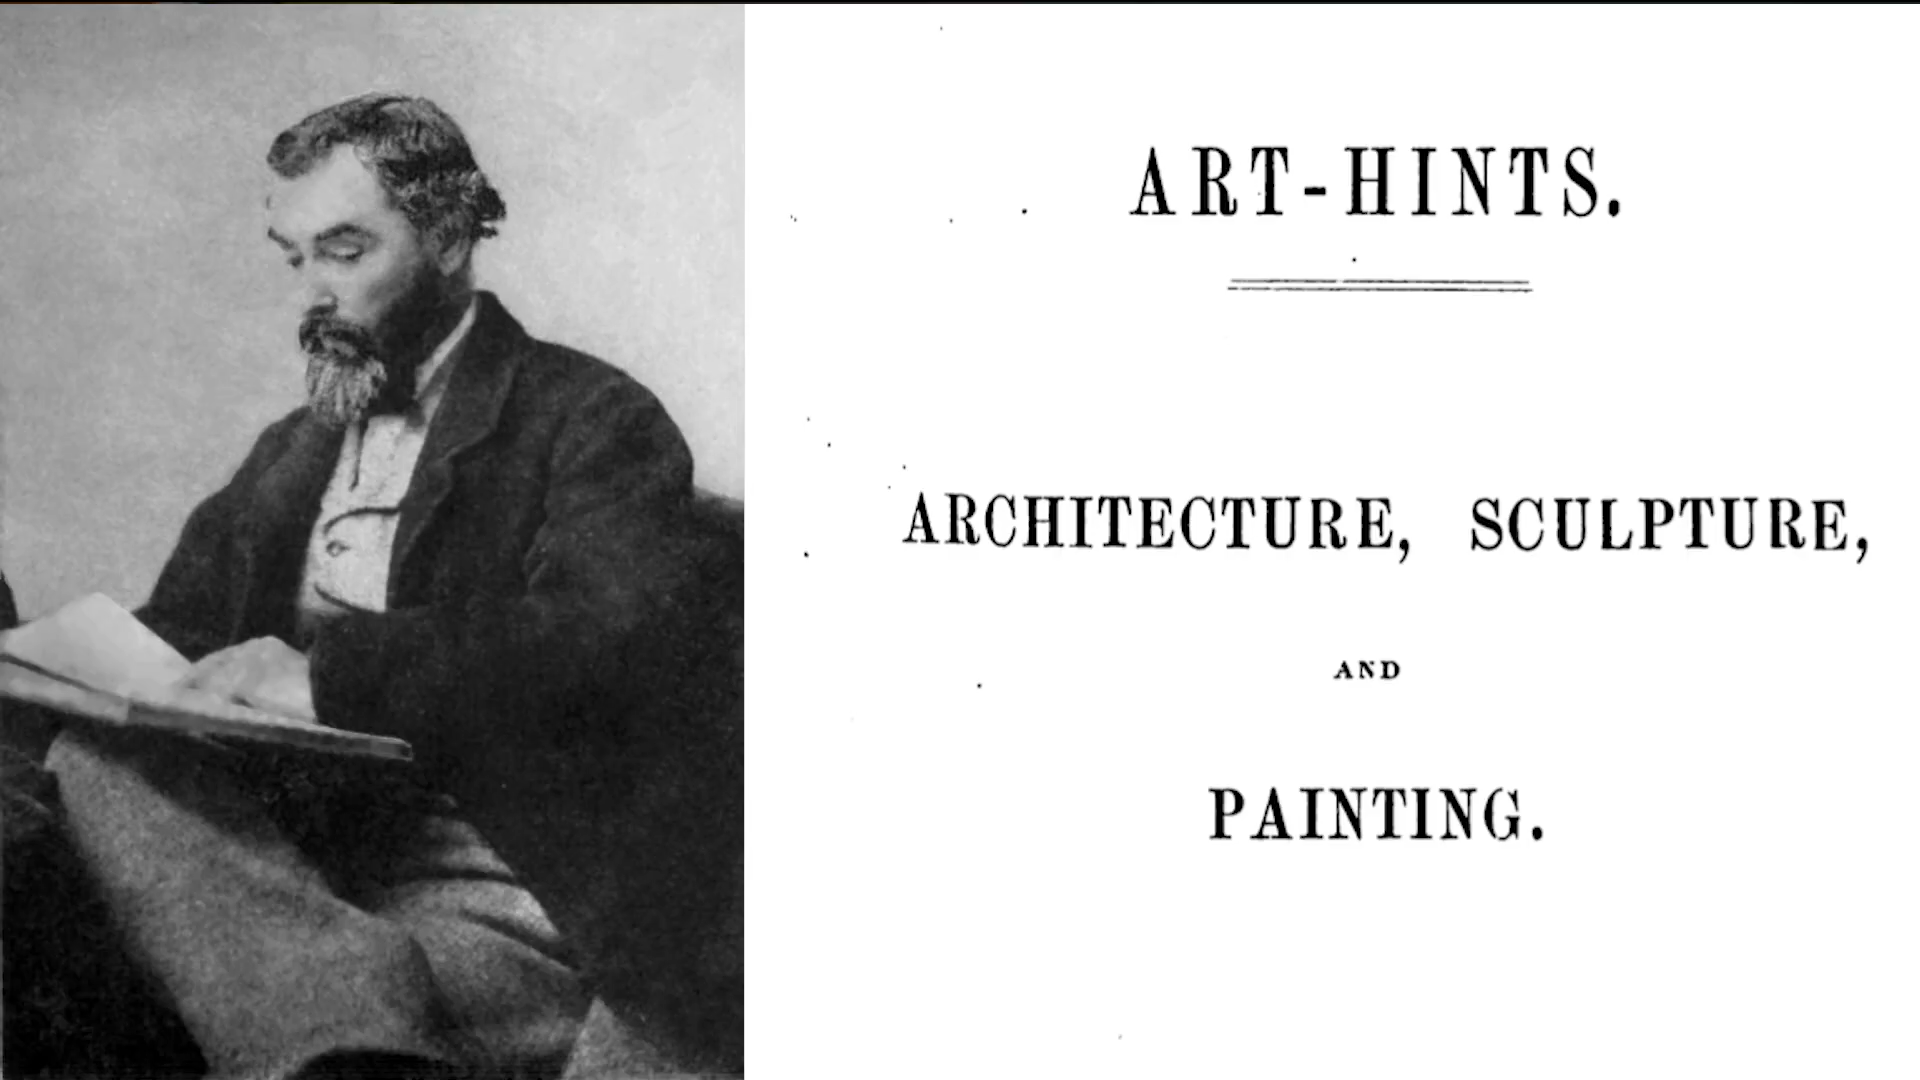 ART-HINTS.
ARCHITECTURE, SCULPTURE,
AND
PAINTING.